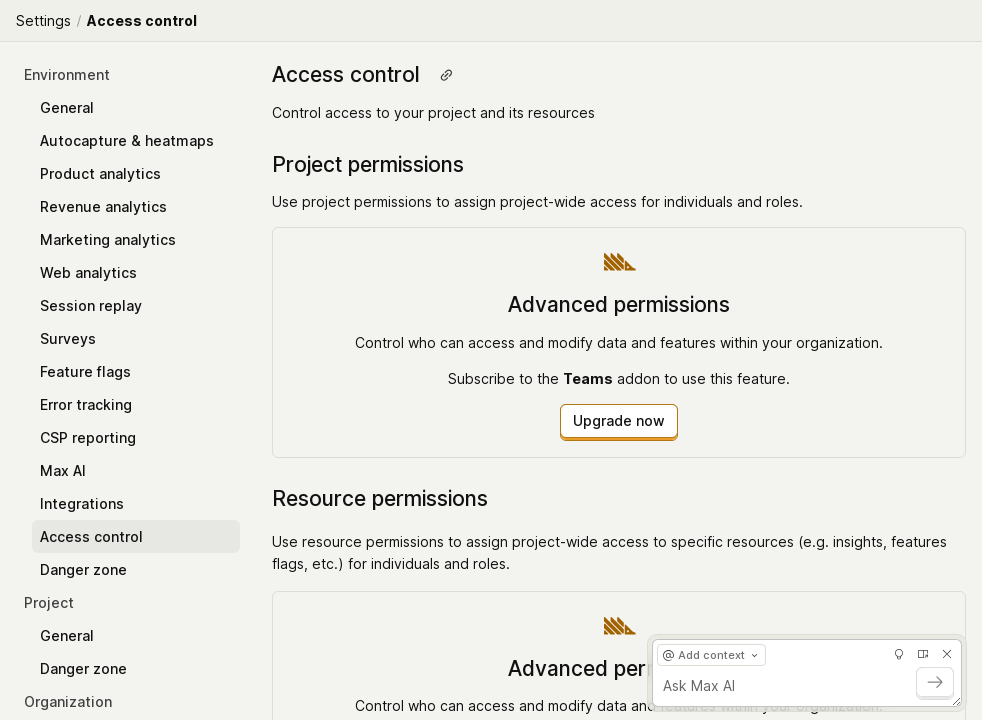 Settings / Access control
Environment
General
Autocapture & heatmaps
Product analytics
Revenue analytics
Marketing analytics
Web analytics
Session replay
Surveys
Feature flags
Error tracking
CSP reporting
Max AI
Integrations
Access control
Danger zone
Project
General
Danger zone
Organization
Access control
Control access to your project and its resources
Project permissions
Use project permissions to assign project-wide access for individuals and roles.
Advanced permissions
Control who can access and modify data and features within your organization.
Subscribe to the Teams addon to use this feature.
Upgrade now
Resource permissions
Use resource permissions to assign project-wide access to specific resources (e.g. insights, features
flags, etc.) for individuals and roles.
Advanced per
Control who can access and modify data and features within your organization.
@ Add context
Ask Max AI